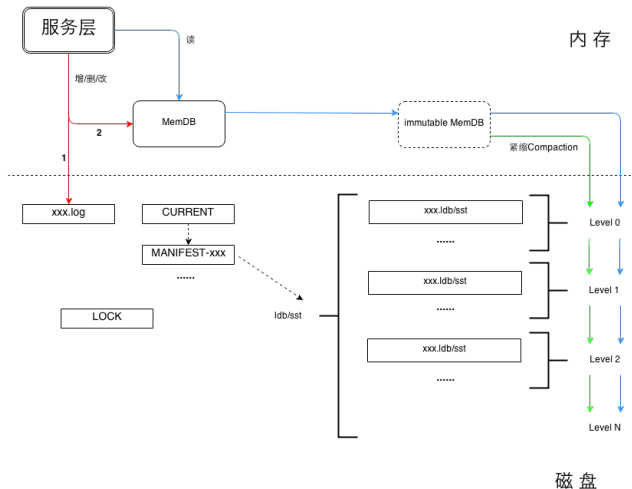 服务层
内 存
读
增/删/改
MemDB
immutable MemDB
2
紧缩Compaction
1
xxx.log
CURRENT
xxx.ldb/sst
Level 0
......
MANIFEST-xxx
......
xxx.ldb/sst
Level 1
......
LOCK
ldb/sst
xxx.ldb/sst
Level 2
......
Level N
磁 盘